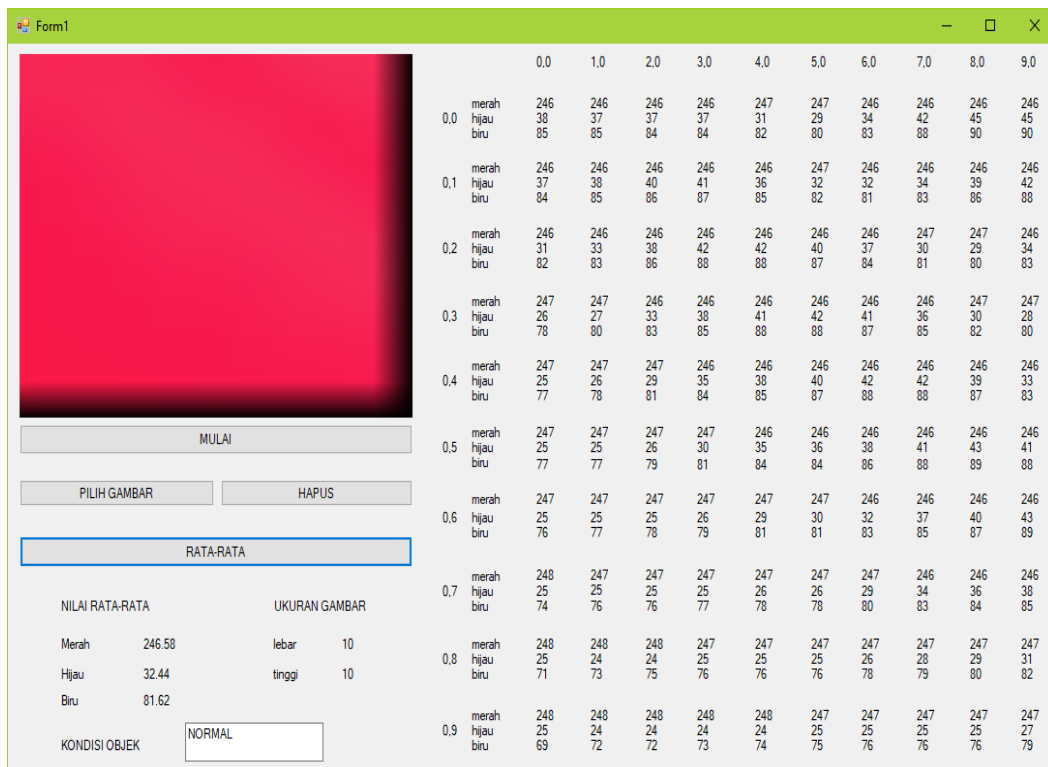 Form1
0,0 1,0 2,0 3,0 4,0 5,0 6,0 7,0 8,0 9,0
merah 246 246 246 246 247 247 246 246 246 246
0,0 hijau 38 37 37 37 31 29 34 42 45 45
biru 85 85 84 84 82 80 83 88 90 90
merah 246 246 246 246 246 247 246 246 246 246
0,1 hijau 37 38 40 41 36 32 32 34 39 42
biru 84 85 86 87 85 82 81 83 86 88
merah 246 246 246 246 246 246 246 247 247 246
0,2 hijau 31 33 38 42 42 40 37 30 29 34
biru 82 83 86 88 88 87 84 81 80 83
merah 247 247 246 246 246 246 246 246 247 247
0,3 hijau 26 27 33 38 41 42 41 36 30 28
biru 78 80 83 85 88 88 87 85 82 80
merah 247 247 247 246 246 246 246 246 246 246
0,4 hijau 25 26 29 35 38 40 42 42 39 33
biru 77 78 81 84 85 87 88 88 87 83
merah 247 247 247 247 246 246 246 246 246 246
0,5 hijau 25 25 26 30 35 36 38 41 43 41
biru 77 77 79 81 84 84 86 88 89 88
merah 247 247 247 247 247 247 246 246 246 246
0,6 hijau 25 25 25 26 29 30 32 37 40 43
biru 76 77 78 79 81 81 83 85 87 89
merah 248 247 247 247 247 247 247 246 246 246
0,7 hijau 25 25 25 25 26 26 29 34 36 38
biru 74 76 76 77 78 78 80 83 84 85
merah 248 248 248 247 247 247 247 247 247 247
0,8 hijau 25 24 24 25 25 25 26 28 29 31
biru 71 73 75 76 76 76 78 79 80 82
merah 248 248 248 248 248 247 247 247 247 247
0,9 hijau 25 24 24 24 24 25 25 25 25 27
biru 69 72 72 73 74 75 76 76 76 79
MULAI
PILIH GAMBAR HAPUS
RATA-RATA
NILAI RATA-RATA UKURAN GAMBAR
Merah 246.58 lebar 10
Hijau 32.44 tinggi 10
Biru 81.62
KONDISI OBJEK NORMAL